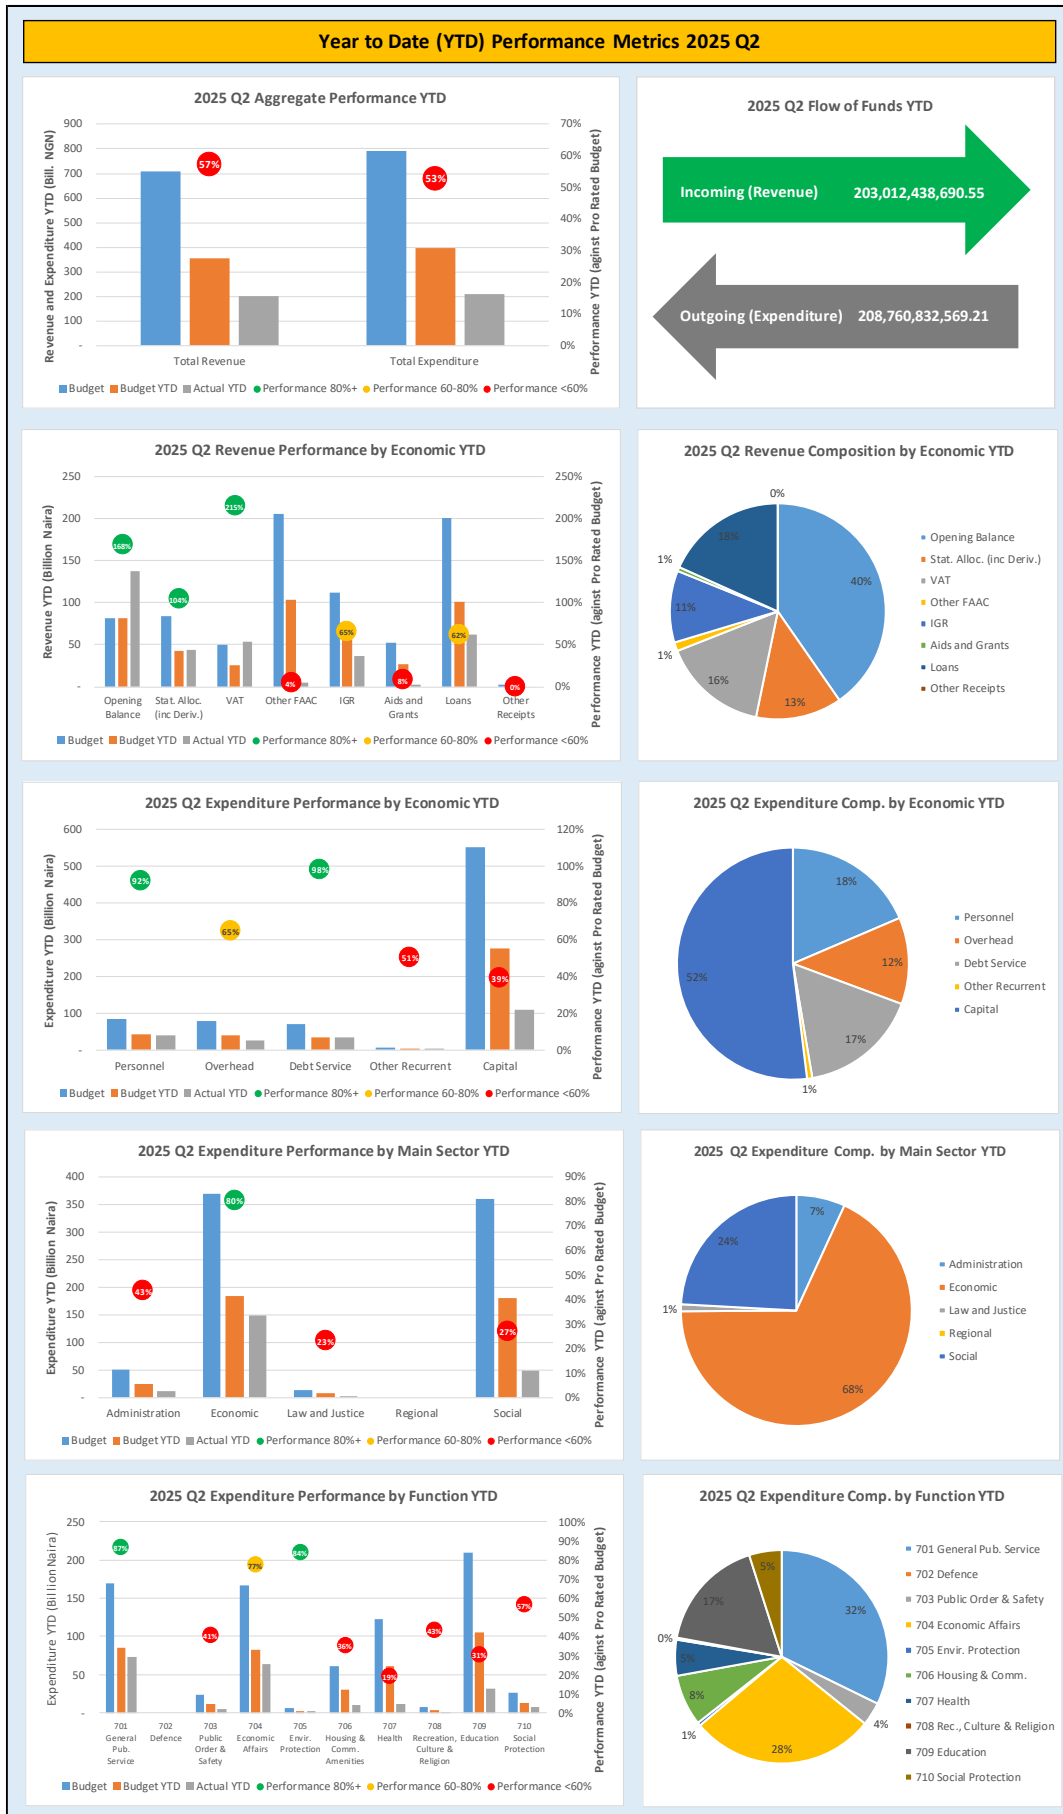 Year to Date (YTD) Performance Metrics 2025 Q2
2025 Q2 Aggregate Performance YTD
Revenue and Expenditure YTD (Bill. NGN)
900
800
700
600
500
400
300
200
100
-
70%
60%
50%
40%
30%
20%
10%
0%
Performance YTD (aginst Pro Rated Budget)
57%
53%
Total Revenue
Total Expenditure
Budget Budget YTD Actual YTD Performance 80%+ Performance 60-80% Performance <60%
2025 Q2 Flow of Funds YTD
Incoming (Revenue) 203,012,438,690.55
Outgoing (Expenditure) 208,760,832,569.21
2025 Q2 Revenue Performance by Economic YTD
Revenue YTD (Billion Naira)
250
200
150
100
50
-
250%
200%
150%
100%
50%
0%
Performance YTD (aginst Pro Rated Budget)
168%
104%
215%
4%
65%
8%
62%
0%
Opening Balance
Stat. Alloc. (inc Deriv.)
VAT
Other FAAC
IGR
Aids and Grants
Loans
Other Receipts
Budget Budget YTD Actual YTD Performance 80%+ Performance 60-80% Performance <60%
2025 Q2 Revenue Composition by Economic YTD
0%
18%
40%
1%
11%
1%
16%
13%
Opening Balance
Stat. Alloc. (inc Deriv.)
VAT
Other FAAC
IGR
Aids and Grants
Loans
Other Receipts
2025 Q2 Expenditure Performance by Economic YTD
Expenditure YTD (Billion Naira)
600
500
400
300
200
100
-
120%
100%
80%
60%
40%
20%
0%
Performance YTD (aginst Pro Rated Budget)
92%
65%
98%
51%
39%
Personnel
Overhead
Debt Service
Other Recurrent
Capital
Budget Budget YTD Actual YTD Performance 80%+ Performance 60-80% Performance <60%
2025 Q2 Expenditure Comp. by Economic YTD
18%
12%
52%
17%
1%
Personnel
Overhead
Debt Service
Other Recurrent
Capital
2025 Q2 Expenditure Performance by Main Sector YTD
Expenditure YTD (Billion Naira)
400
350
300
250
200
150
100
50
-
90%
80%
70%
60%
50%
40%
30%
20%
10%
0%
Performance YTD (aginst Pro Rated Budget)
43%
80%
23%
27%
Administration
Economic
Law and Justice
Regional
Social
Budget Budget YTD Actual YTD Performance 80%+ Performance 60-80% Performance <60%
2025 Q2 Expenditure Comp. by Main Sector YTD
7%
24%
1%
68%
Administration
Economic
Law and Justice
Regional
Social
2025 Q2 Expenditure Performance by Function YTD
Expenditure YTD (Billion Naira)
250
200
150
100
50
-
100%
90%
80%
70%
60%
50%
40%
30%
20%
10%
0%
Performance YTD (aginst Pro Rated Budget)
87%
41%
77%
84%
36%
19%
43%
31%
57%
701 General Pub. Service
702 Defence
703 Public Order & Safety
704 Economic Affairs
705 Envir. Protection
706 Housing & Comm. Amenities
707 Health
708 Recreation, Culture & Religion
709 Education
710 Social Protection
Budget Budget YTD Actual YTD Performance 80%+ Performance 60-80% Performance <60%
2025 Q2 Expenditure Comp. by Function YTD
5%
17%
32%
0%
5%
8%
4%
1%
28%
701 General Pub. Service
702 Defence
703 Public Order & Safety
704 Economic Affairs
705 Envir. Protection
706 Housing & Comm.
707 Health
708 Rec., Culture & Religion
709 Education
710 Social Protection